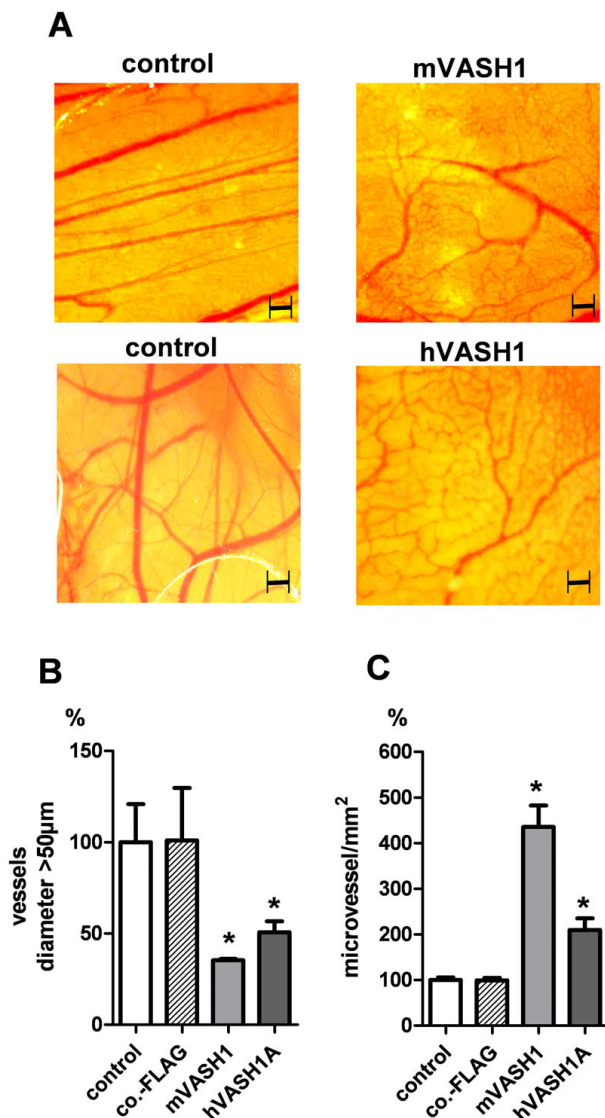 A
control
mVASH1
control
hVASH1
B
%
vessels
diameter >50µm
150
100
50
0
control
co.-FLAG
mVASH1
hVASH1A
*
*
C
%
microvessel/mm²
600
500
400
300
200
100
0
control
co.-FLAG
mVASH1
hVASH1A
*
*